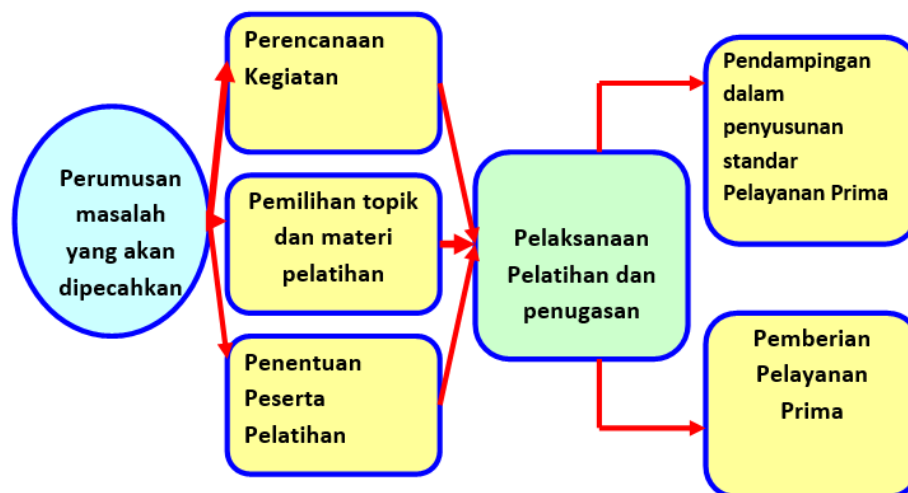 Perumusan
masalah
yang akan
dipecahkan
Perencanaan
Kegiatan
Pemilihan topik
dan materi
pelatihan
Penentuan
Peserta
Pelatihan
Pelaksanaan
Pelatihan dan
penugasan
Pendampingan
dalam
penyusunan
standar
Pelayanan Prima
Pemberian
Pelayanan
Prima